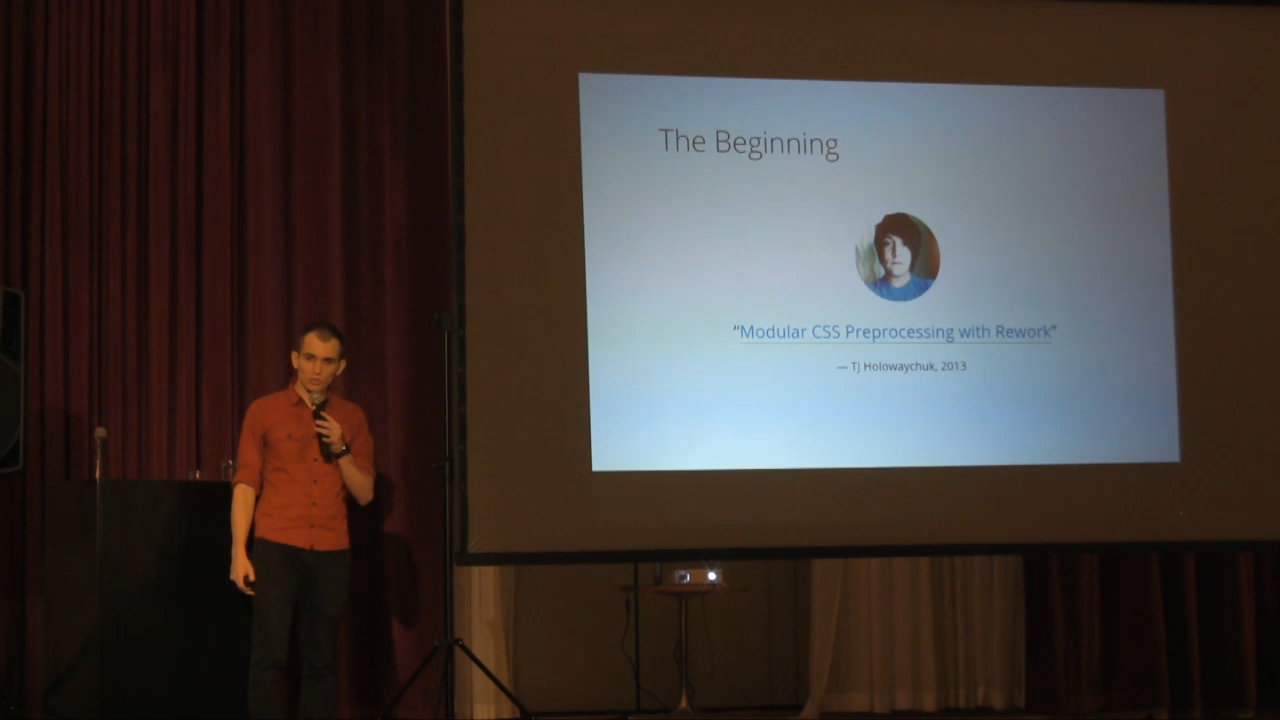 The Beginning
“Modular CSS Preprocessing with Rework”
— TJ Holowaychuk, 2013